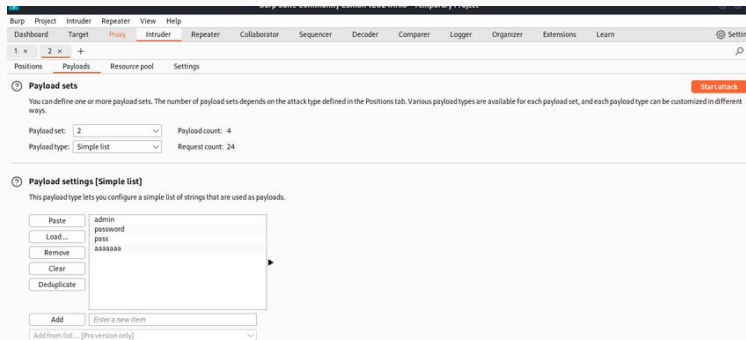 Burp Project Intruder Repeater View Help
Dashboard Target Proxy Intruder Repeater Collaborator Sequencer Decoder Comparer Logger Organizer Extensions Learn
1 × 2 × +
Positions Payloads Resource pool Settings
Payload sets
Start attack
You can define one or more payload sets. The number of payload sets depends on the attack type defined in the Positions tab. Various payload types are available for each payload set, and each payload type can be customized in different
ways.
Payload set: 2 Payload count: 4
Payload type: Simple list Request count: 24
Payload settings [Simple list]
This payload type lets you configure a simple list of strings that are used as payloads.
Paste
Load...
Remove
Clear
Deduplicate
admin
password
pass
aaaaaaa
Add Enter a new item
Add from list... [Pro version only]